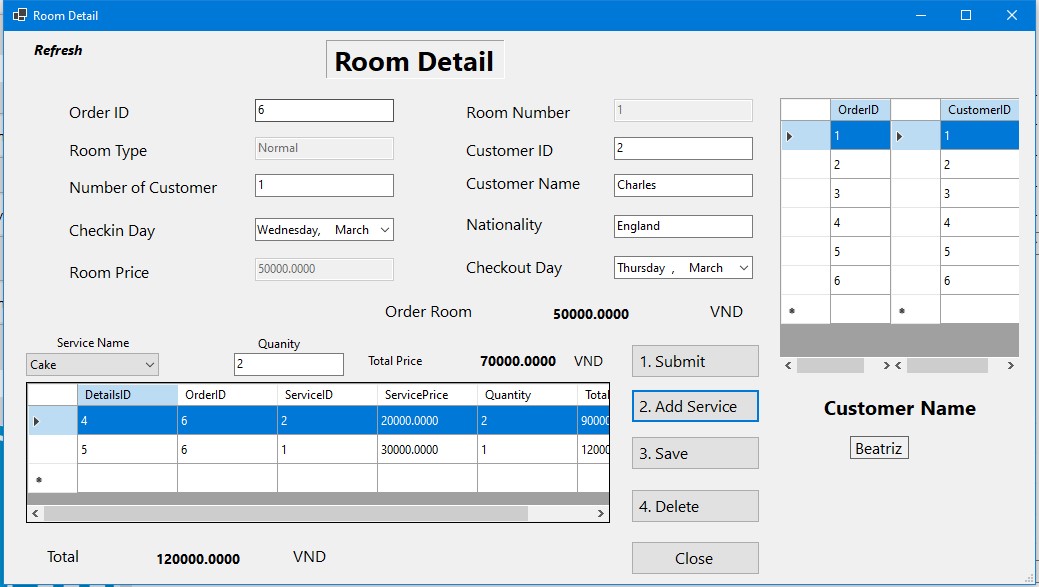 Room Detail
Refresh
Room Detail
Order ID 6 Room Number 1
Room Type Normal Customer ID 2
Number of Customer 1 Customer Name Charles
Checkin Day Wednesday, March Nationality England
Room Price 50000.0000 Checkout Day Thursday , March
Order Room 50000.0000 VND
Service Name Quanity
Cake 2 Total Price 70000.0000 VND
DetailsID OrderID ServiceID ServicePrice Quantity Total
4 6 2 20000.0000 2 90000
5 6 1 30000.0000 1 12000
*
Total 120000.0000 VND
1. Submit
2. Add Service
3. Save
4. Delete
Close
OrderID CustomerID
1 1
2 2
3 3
4 4
5 5
6 6
* *
Customer Name
Beatriz